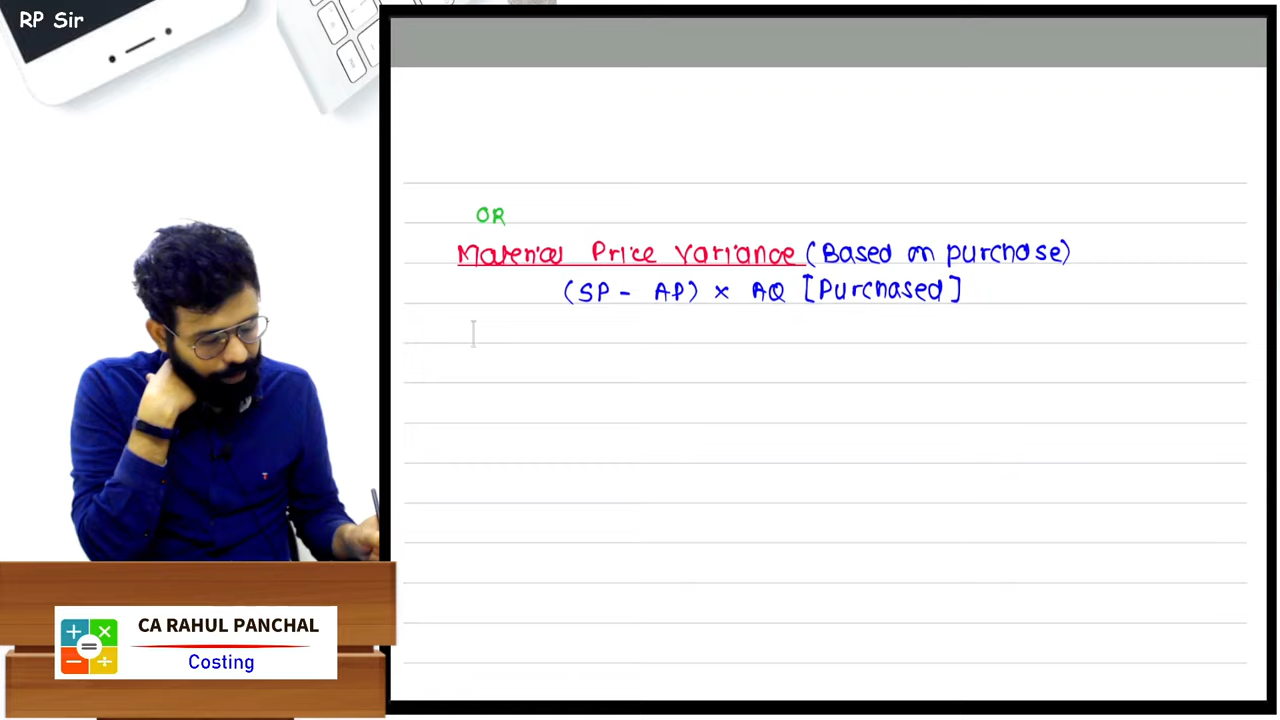 RP Sir
OR
Material Price Variance (Based on purchase)
(SP - AP) × AQ [Purchased]
CA RAHUL PANCHAL
Costing